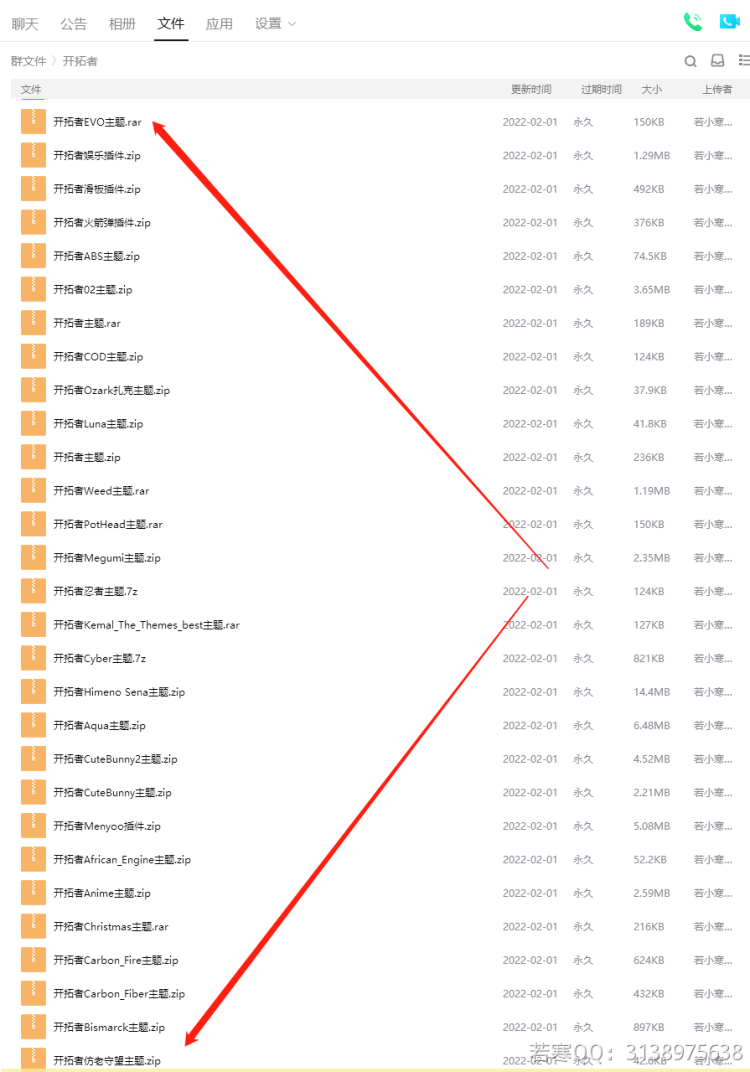 聊天 公告 相册 文件 应用 设置
群文件 〉开拓者
文件 更新时间 过期时间 大小 上传者
开拓者EVO主题.rar 2022-02-01 永久 150KB 若小寒...
开拓者娱乐插件.zip 2022-02-01 永久 1.29MB 若小寒...
开拓者滑板插件.zip 2022-02-01 永久 492KB 若小寒...
开拓者火箭弹插件.zip 2022-02-01 永久 376KB 若小寒...
开拓者ABS主题.zip 2022-02-01 永久 74.5KB 若小寒...
开拓者02主题.zip 2022-02-01 永久 3.65MB 若小寒...
开拓者主题.rar 2022-02-01 永久 189KB 若小寒...
开拓者COD主题.zip 2022-02-01 永久 124KB 若小寒...
开拓者Ozark扎克主题.zip 2022-02-01 永久 37.9KB 若小寒...
开拓者Luna主题.zip 2022-02-01 永久 41.8KB 若小寒...
开拓者主题.zip 2022-02-01 永久 236KB 若小寒...
开拓者Weed主题.rar 2022-02-01 永久 1.19MB 若小寒...
开拓者PotHead主题.rar 2022-02-01 永久 150KB 若小寒...
开拓者Megumi主题.zip 2022-02-01 永久 2.35MB 若小寒...
开拓者忍者主题.7z 2022-02-01 永久 124KB 若小寒...
开拓者Kemal_The_Themes_best主题.rar 2022-02-01 永久 127KB 若小寒...
开拓者Cyber主题.7z 2022-02-01 永久 821KB 若小寒...
开拓者Himeno Sena主题.zip 2022-02-01 永久 14.4MB 若小寒...
开拓者Aqua主题.zip 2022-02-01 永久 6.48MB 若小寒...
开拓者CuteBunny2主题.zip 2022-02-01 永久 4.52MB 若小寒...
开拓者CuteBunny主题.zip 2022-02-01 永久 2.21MB 若小寒...
开拓者Menyoo插件.zip 2022-02-01 永久 5.08MB 若小寒...
开拓者African_Engine主题.zip 2022-02-01 永久 52.2KB 若小寒...
开拓者Anime主题.zip 2022-02-01 永久 2.59MB 若小寒...
开拓者Christmas主题.rar 2022-02-01 永久 216KB 若小寒...
开拓者Carbon_Fire主题.zip 2022-02-01 永久 624KB 若小寒...
开拓者Carbon_Fiber主题.zip 2022-02-01 永久 432KB 若小寒...
开拓者Bismarck主题.zip 2022-02-01 永久 897KB 若小寒...
开拓者仿老守望主题.zip 2022-02-01 永久 42.6KB 若小寒...
若寒QQ：3138975638